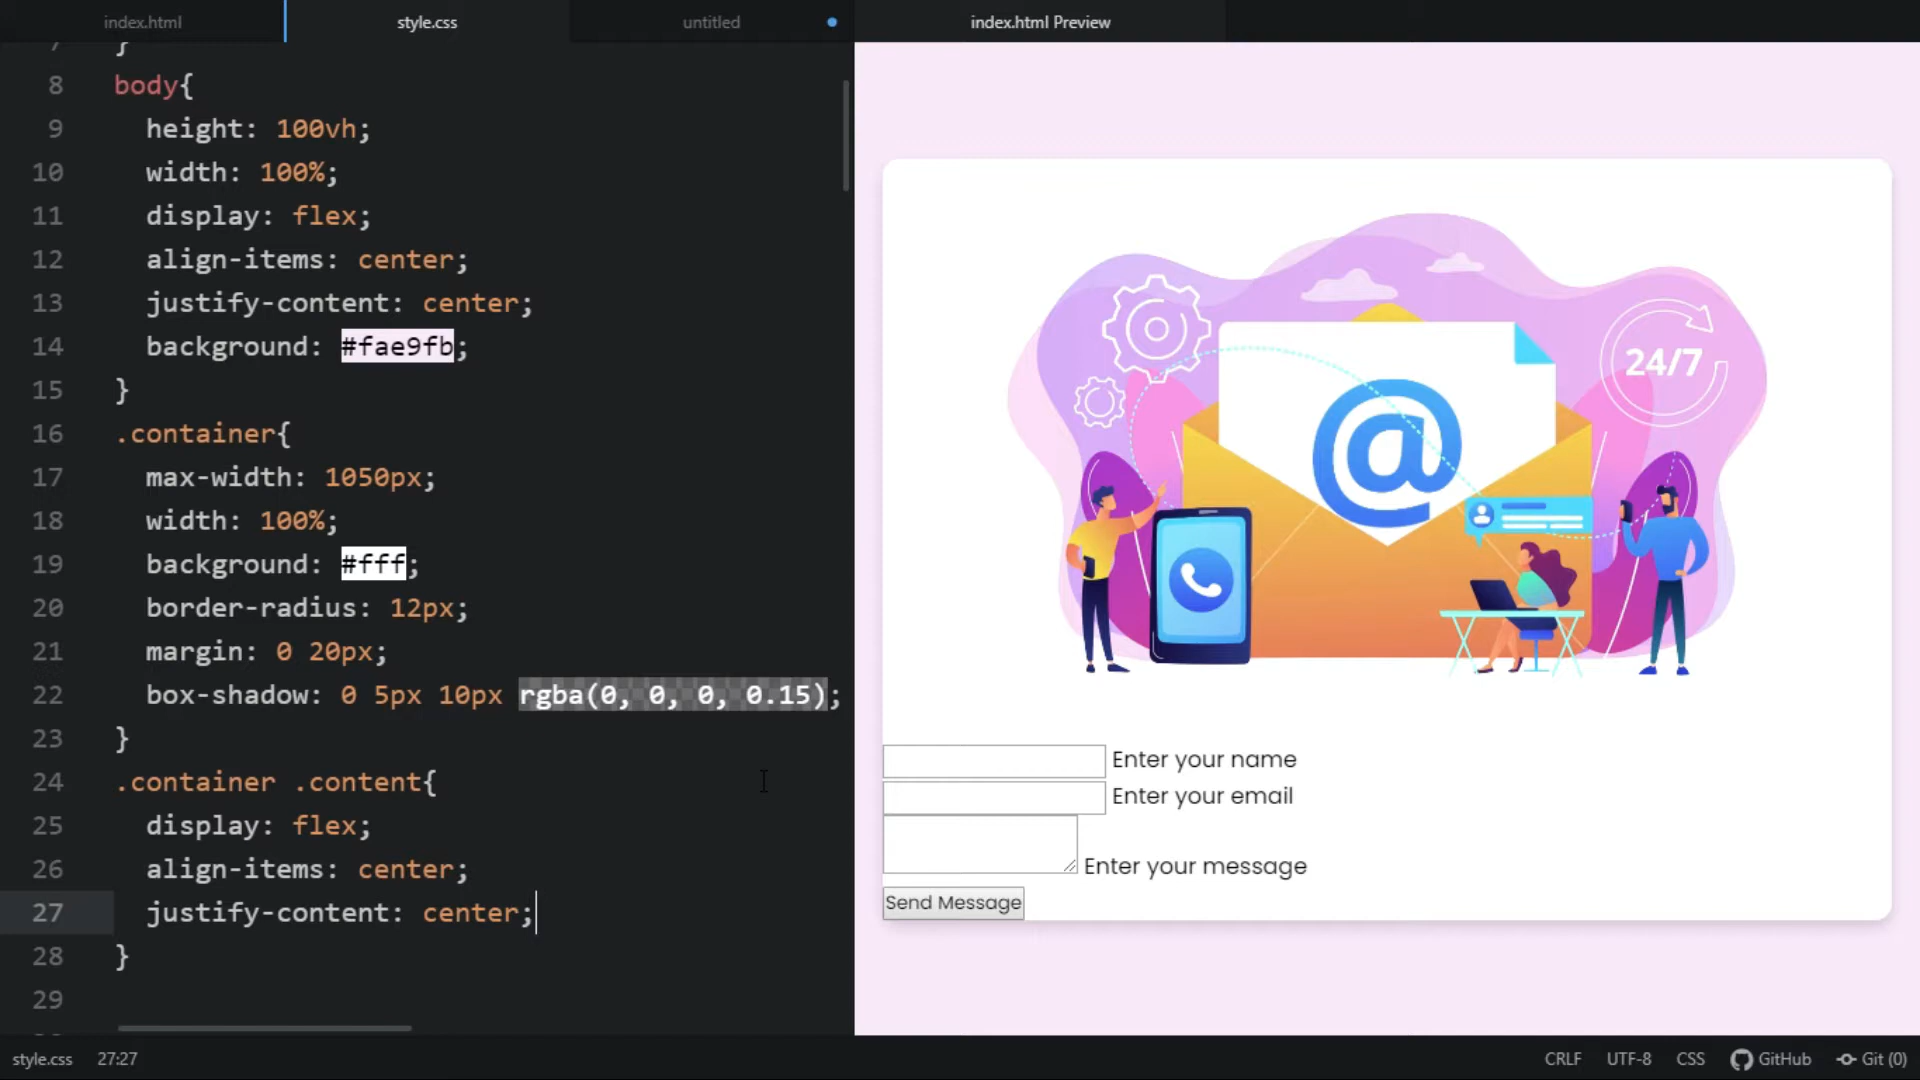 index.html
style.css
untitled
index.html Preview
7 }
8 body{
9 height: 100vh;
10 width: 100%;
11 display: flex;
12 align-items: center;
13 justify-content: center;
14 background: #fae9fb;
15 }
16 .container{
17 max-width: 1050px;
18 width: 100%;
19 background: #fff;
20 border-radius: 12px;
21 margin: 0 20px;
22 box-shadow: 0 5px 10px rgba(0, 0, 0, 0.15);
23 }
24 .container .content{
25 display: flex;
26 align-items: center;
27 justify-content: center;
28 }
29
24/7
@
Enter your name
Enter your email
Enter your message
Send Message
style.css 27:27
CRLF UTF-8 CSS GitHub Git (0)